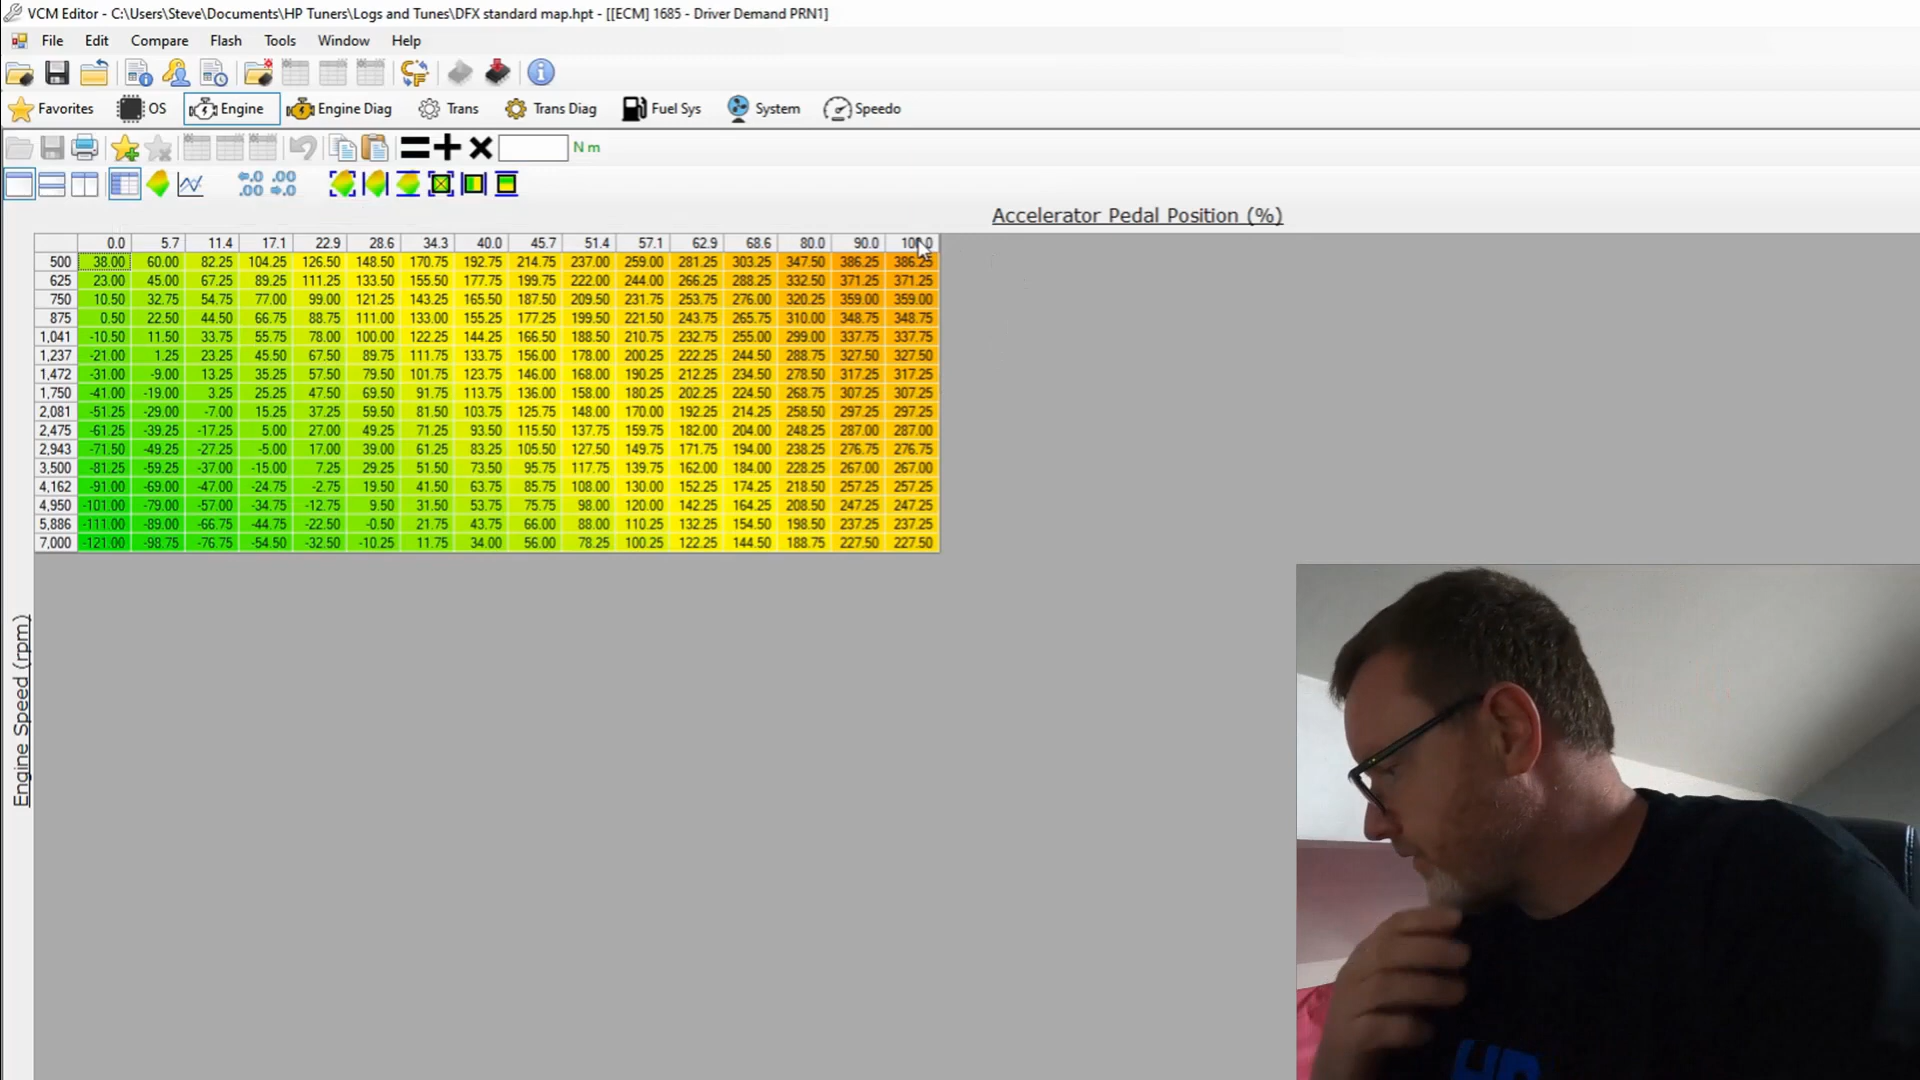 VCM Editor - C:\Users\Steve\Documents\HP Tuners\Logs and Tunes\DFX standard map.hpt - [[ECM] 1685 - Driver Demand PRN1]
File Edit Compare Flash Tools Window Help
Favorites OS Engine Engine Diag Trans Trans Diag Fuel Sys System Speedo
N m
Accelerator Pedal Position (%)
0.0 5.7 11.4 17.1 22.9 28.6 34.3 40.0 45.7 51.4 57.1 62.9 68.6 80.0 90.0 100.0
500 38.00 60.00 82.25 104.25 126.50 148.50 170.75 192.75 214.75 237.00 259.00 281.25 303.25 347.50 386.25 386.25
625 23.00 45.00 67.25 89.25 111.25 133.50 155.50 177.75 199.75 222.00 244.00 266.25 288.25 332.50 371.25 371.25
750 10.50 32.75 54.75 77.00 99.00 121.25 143.25 165.50 187.50 209.50 231.75 253.75 276.00 320.25 359.00 359.00
875 0.50 22.50 44.50 66.75 88.75 111.00 133.00 155.25 177.25 199.50 221.50 243.75 265.75 310.00 348.75 348.75
1,041 -10.50 11.50 33.75 55.75 78.00 100.00 122.25 144.25 166.50 188.50 210.75 232.75 255.00 299.00 337.75 337.75
1,237 -21.00 1.25 23.25 45.50 67.50 89.75 111.75 133.75 156.00 178.00 200.25 222.25 244.50 288.75 327.50 327.50
1,472 -31.00 -9.00 13.25 35.25 57.50 79.50 101.75 123.75 146.00 168.00 190.25 212.25 234.50 278.50 317.25 317.25
1,750 -41.00 -19.00 3.25 25.25 47.50 69.50 91.75 113.75 136.00 158.00 180.25 202.25 224.50 268.75 307.25 307.25
2,081 -51.25 -29.00 -7.00 15.25 37.25 59.50 81.50 103.75 125.75 148.00 170.00 192.25 214.25 258.50 297.25 297.25
2,475 -61.25 -39.25 -17.25 5.00 27.00 49.25 71.25 93.50 115.50 137.75 159.75 182.00 204.00 248.25 287.00 287.00
2,943 -71.50 -49.25 -27.25 -5.00 17.00 39.00 61.25 83.25 105.50 127.50 149.75 171.75 194.00 238.25 276.75 276.75
3,500 -81.25 -59.25 -37.00 -15.00 7.25 29.25 51.50 73.50 95.75 117.75 139.75 162.00 184.00 228.25 267.00 267.00
4,162 -91.00 -69.00 -47.00 -24.75 -2.75 19.50 41.50 63.75 85.75 108.00 130.00 152.25 174.25 218.50 257.25 257.25
4,950 -101.00 -79.00 -57.00 -34.75 -12.75 9.50 31.50 53.75 75.75 98.00 120.00 142.25 164.25 208.50 247.25 247.25
5,886 -111.00 -89.00 -66.75 -44.75 -22.50 -0.50 21.75 43.75 66.00 88.00 110.25 132.25 154.50 198.50 237.25 237.25
7,000 -121.00 -98.75 -76.75 -54.50 -32.50 -10.25 11.75 34.00 56.00 78.25 100.25 122.25 144.50 188.75 227.50 227.50
Engine Speed (rpm)